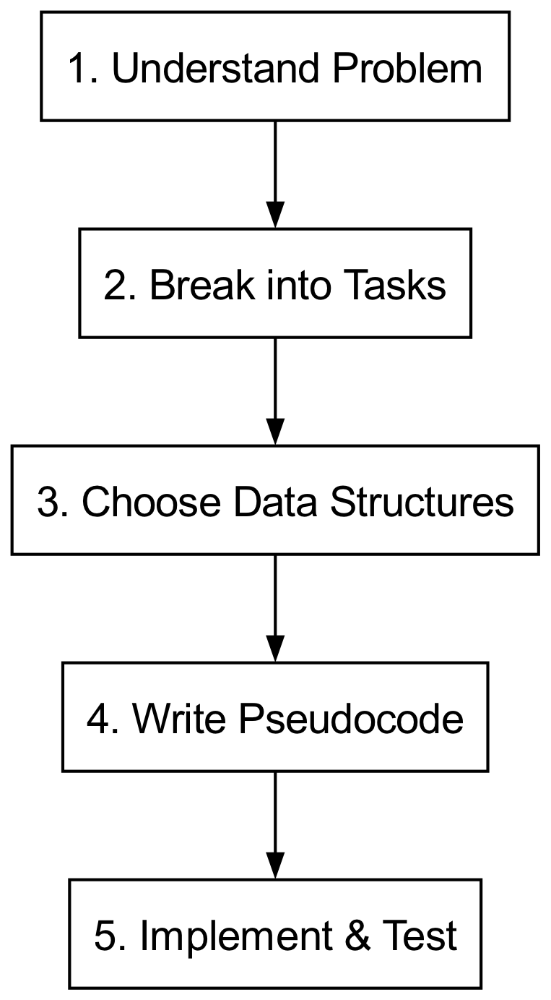 1. Understand Problem
2. Break into Tasks
3. Choose Data Structures
4. Write Pseudocode
5. Implement & Test